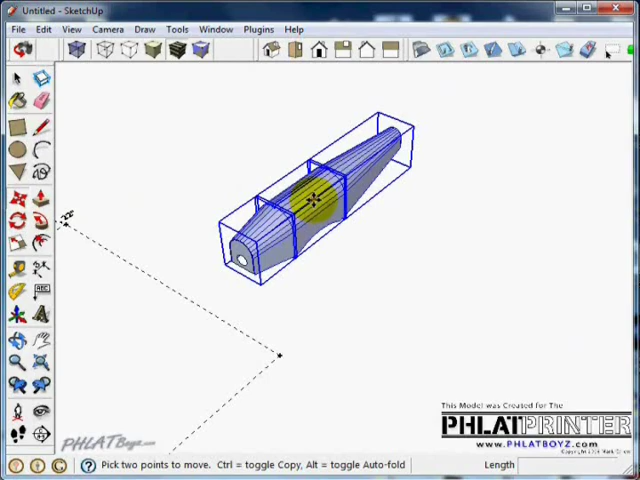 Untitled - SketchUp
File Edit View Camera Draw Tools Window Plugins Help
ABC
This Model was Created for The
PHLATPRINTER
www.PHLATBOYZ.com
PHLATBoyz.com
Pick two points to move. Ctrl = toggle Copy, Alt = toggle Auto-fold
Length